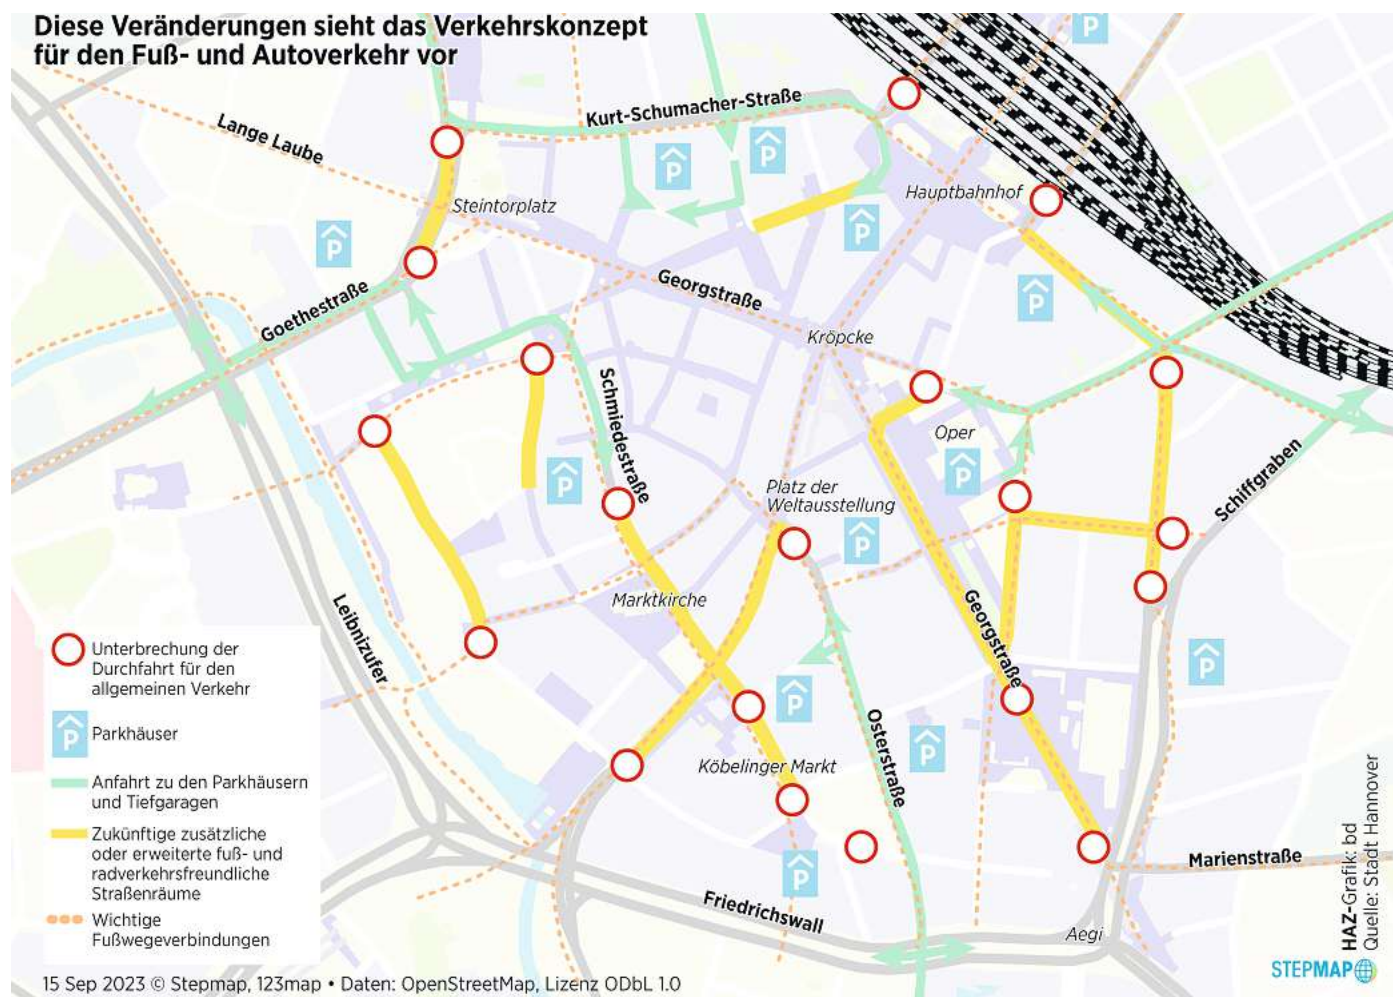 Diese Veränderungen sieht das Verkehrskonzept
für den Fuß- und Autoverkehr vor
Kurt-Schumacher-Straße
Lange Laube
Hauptbahnhof
Steintorplatz
Georgstraße
Goethestraße
Kröpcke
Schmiedestraße
Oper
Schiffgraben
Platz der
Weltausstellung
Marktkirche
Georgstraße
Leibnizufer
Osterstraße
Köbelinger Markt
Marienstraße
Friedrichswall
Aegi
P
P
P
P
P
P
P
P
P
P
P
P
P
Unterbrechung der
Durchfahrt für den
allgemeinen Verkehr
P
Parkhäuser
Anfahrt zu den Parkhäusern
und Tiefgaragen
Zukünftige zusätzliche
oder erweiterte fuß- und
radverkehrsfreundliche
Straßenräume
Wichtige
Fußwegeverbindungen
HAZ-Grafik: bd
Quelle: Stadt Hannover
STEPMAP
15 Sep 2023 © Stepmap, 123map • Daten: OpenStreetMap, Lizenz ODbL 1.0